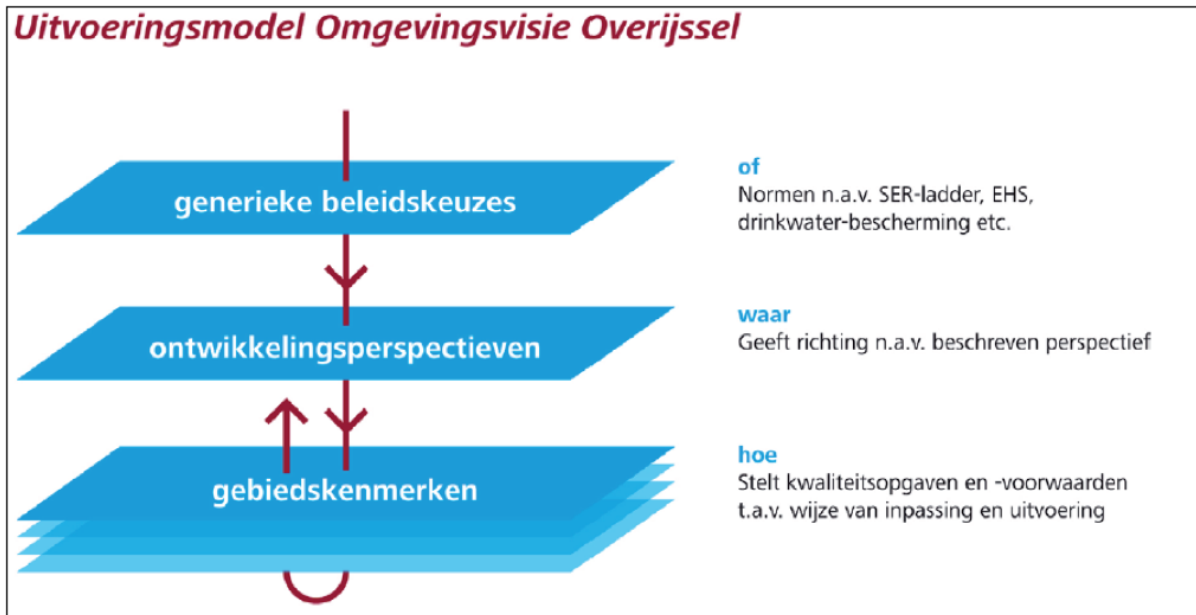 Uitvoeringsmodel Omgevingsvisie Overijssel
generieke beleidskeuzes
of
Normen n.a.v. SER-ladder, EHS,
drinkwater-bescherming etc.
ontwikkelingsperspectieven
waar
Geeft richting n.a.v. beschreven perspectief
gebiedskenmerken
hoe
Stelt kwaliteitsopgaven en -voorwaarden
t.a.v. wijze van inpassing en uitvoering